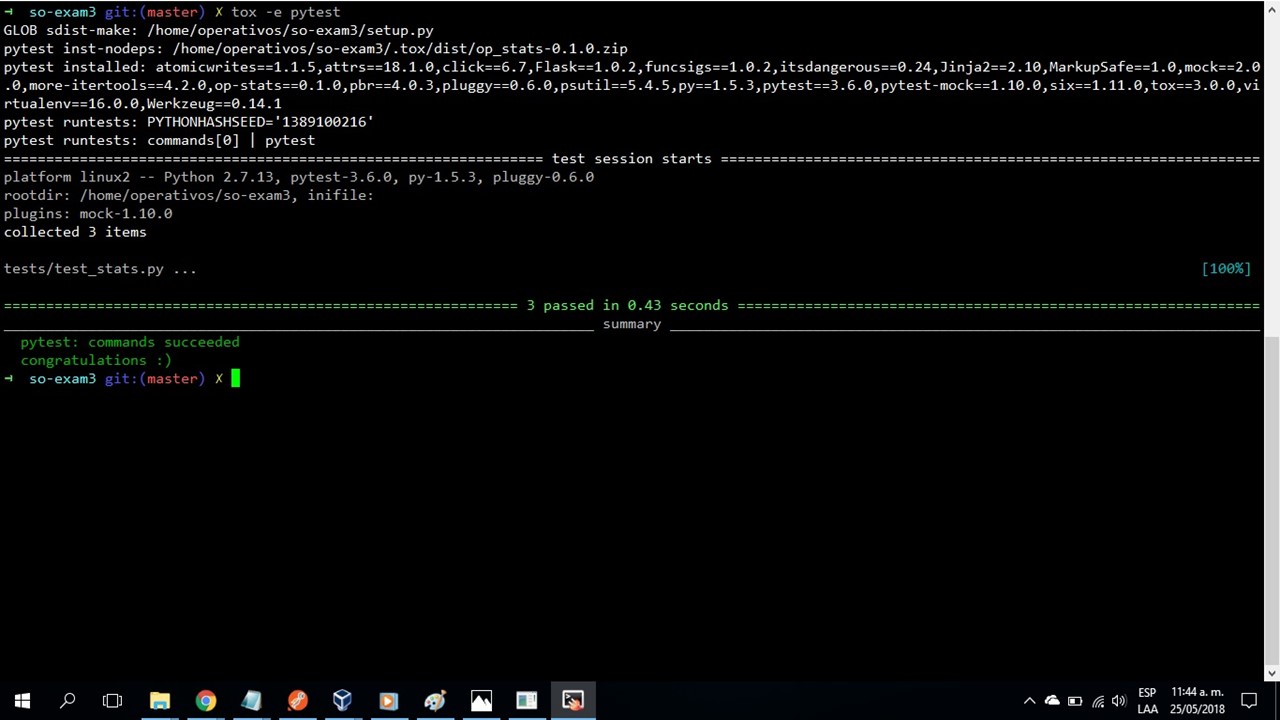 → so-exam3 git:(master) ✗ tox -e pytest
GLOB sdist-make: /home/operativos/so-exam3/setup.py
pytest inst-nodeps: /home/operativos/so-exam3/.tox/dist/op_stats-0.1.0.zip
pytest installed: atomicwrites==1.1.5,attrs==18.1.0,click==6.7,Flask==1.0.2,funcsigs==1.0.2,itsdangerous==0.24,Jinja2==2.10,MarkupSafe==1.0,mock==2.0
.0,more-itertools==4.2.0,op-stats==0.1.0,pbr==4.0.3,pluggy==0.6.0,psutil==5.4.5,py==1.5.3,pytest==3.6.0,pytest-mock==1.10.0,six==1.11.0,tox==3.0.0,vi
rtualenv==16.0.0,Werkzeug==0.14.1
pytest runtests: PYTHONHASHSEED='1389100216'
pytest runtests: commands[0] | pytest
================================================================ test session starts ================================================================
platform linux2 -- Python 2.7.13, pytest-3.6.0, py-1.5.3, pluggy-0.6.0
rootdir: /home/operativos/so-exam3, inifile:
plugins: mock-1.10.0
collected 3 items
tests/test_stats.py ... [100%]
============================================================= 3 passed in 0.43 seconds ==============================================================
______________________________________________________________________ summary ______________________________________________________________________
pytest: commands succeeded
congratulations :)
→ so-exam3 git:(master) ✗
ESP
LAA
11:44 a. m.
25/05/2018